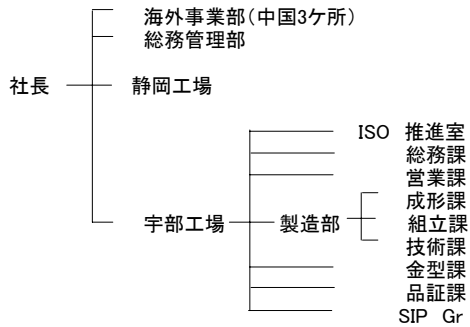 海外事業部(中国3ケ所)
総務管理部
社長
静岡工場
ISO 推進室
総務課
営業課
成形課
宇部工場 製造部 組立課
技術課
金型課
品証課
SIP Gr